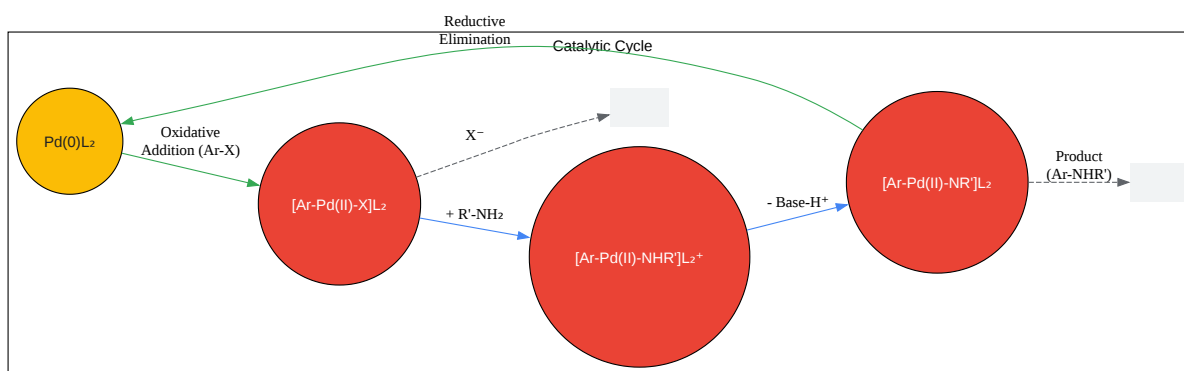 Reductive
Elimination
Catalytic Cycle
Pd(0)L₂
Oxidative
Addition (Ar-X)
[Ar-Pd(II)-X]L₂
X⁻
+ R'-NH₂
[Ar-Pd(II)-NHR']L₂⁺
- Base-H⁺
[Ar-Pd(II)-NR']L₂
Product
(Ar-NHR')